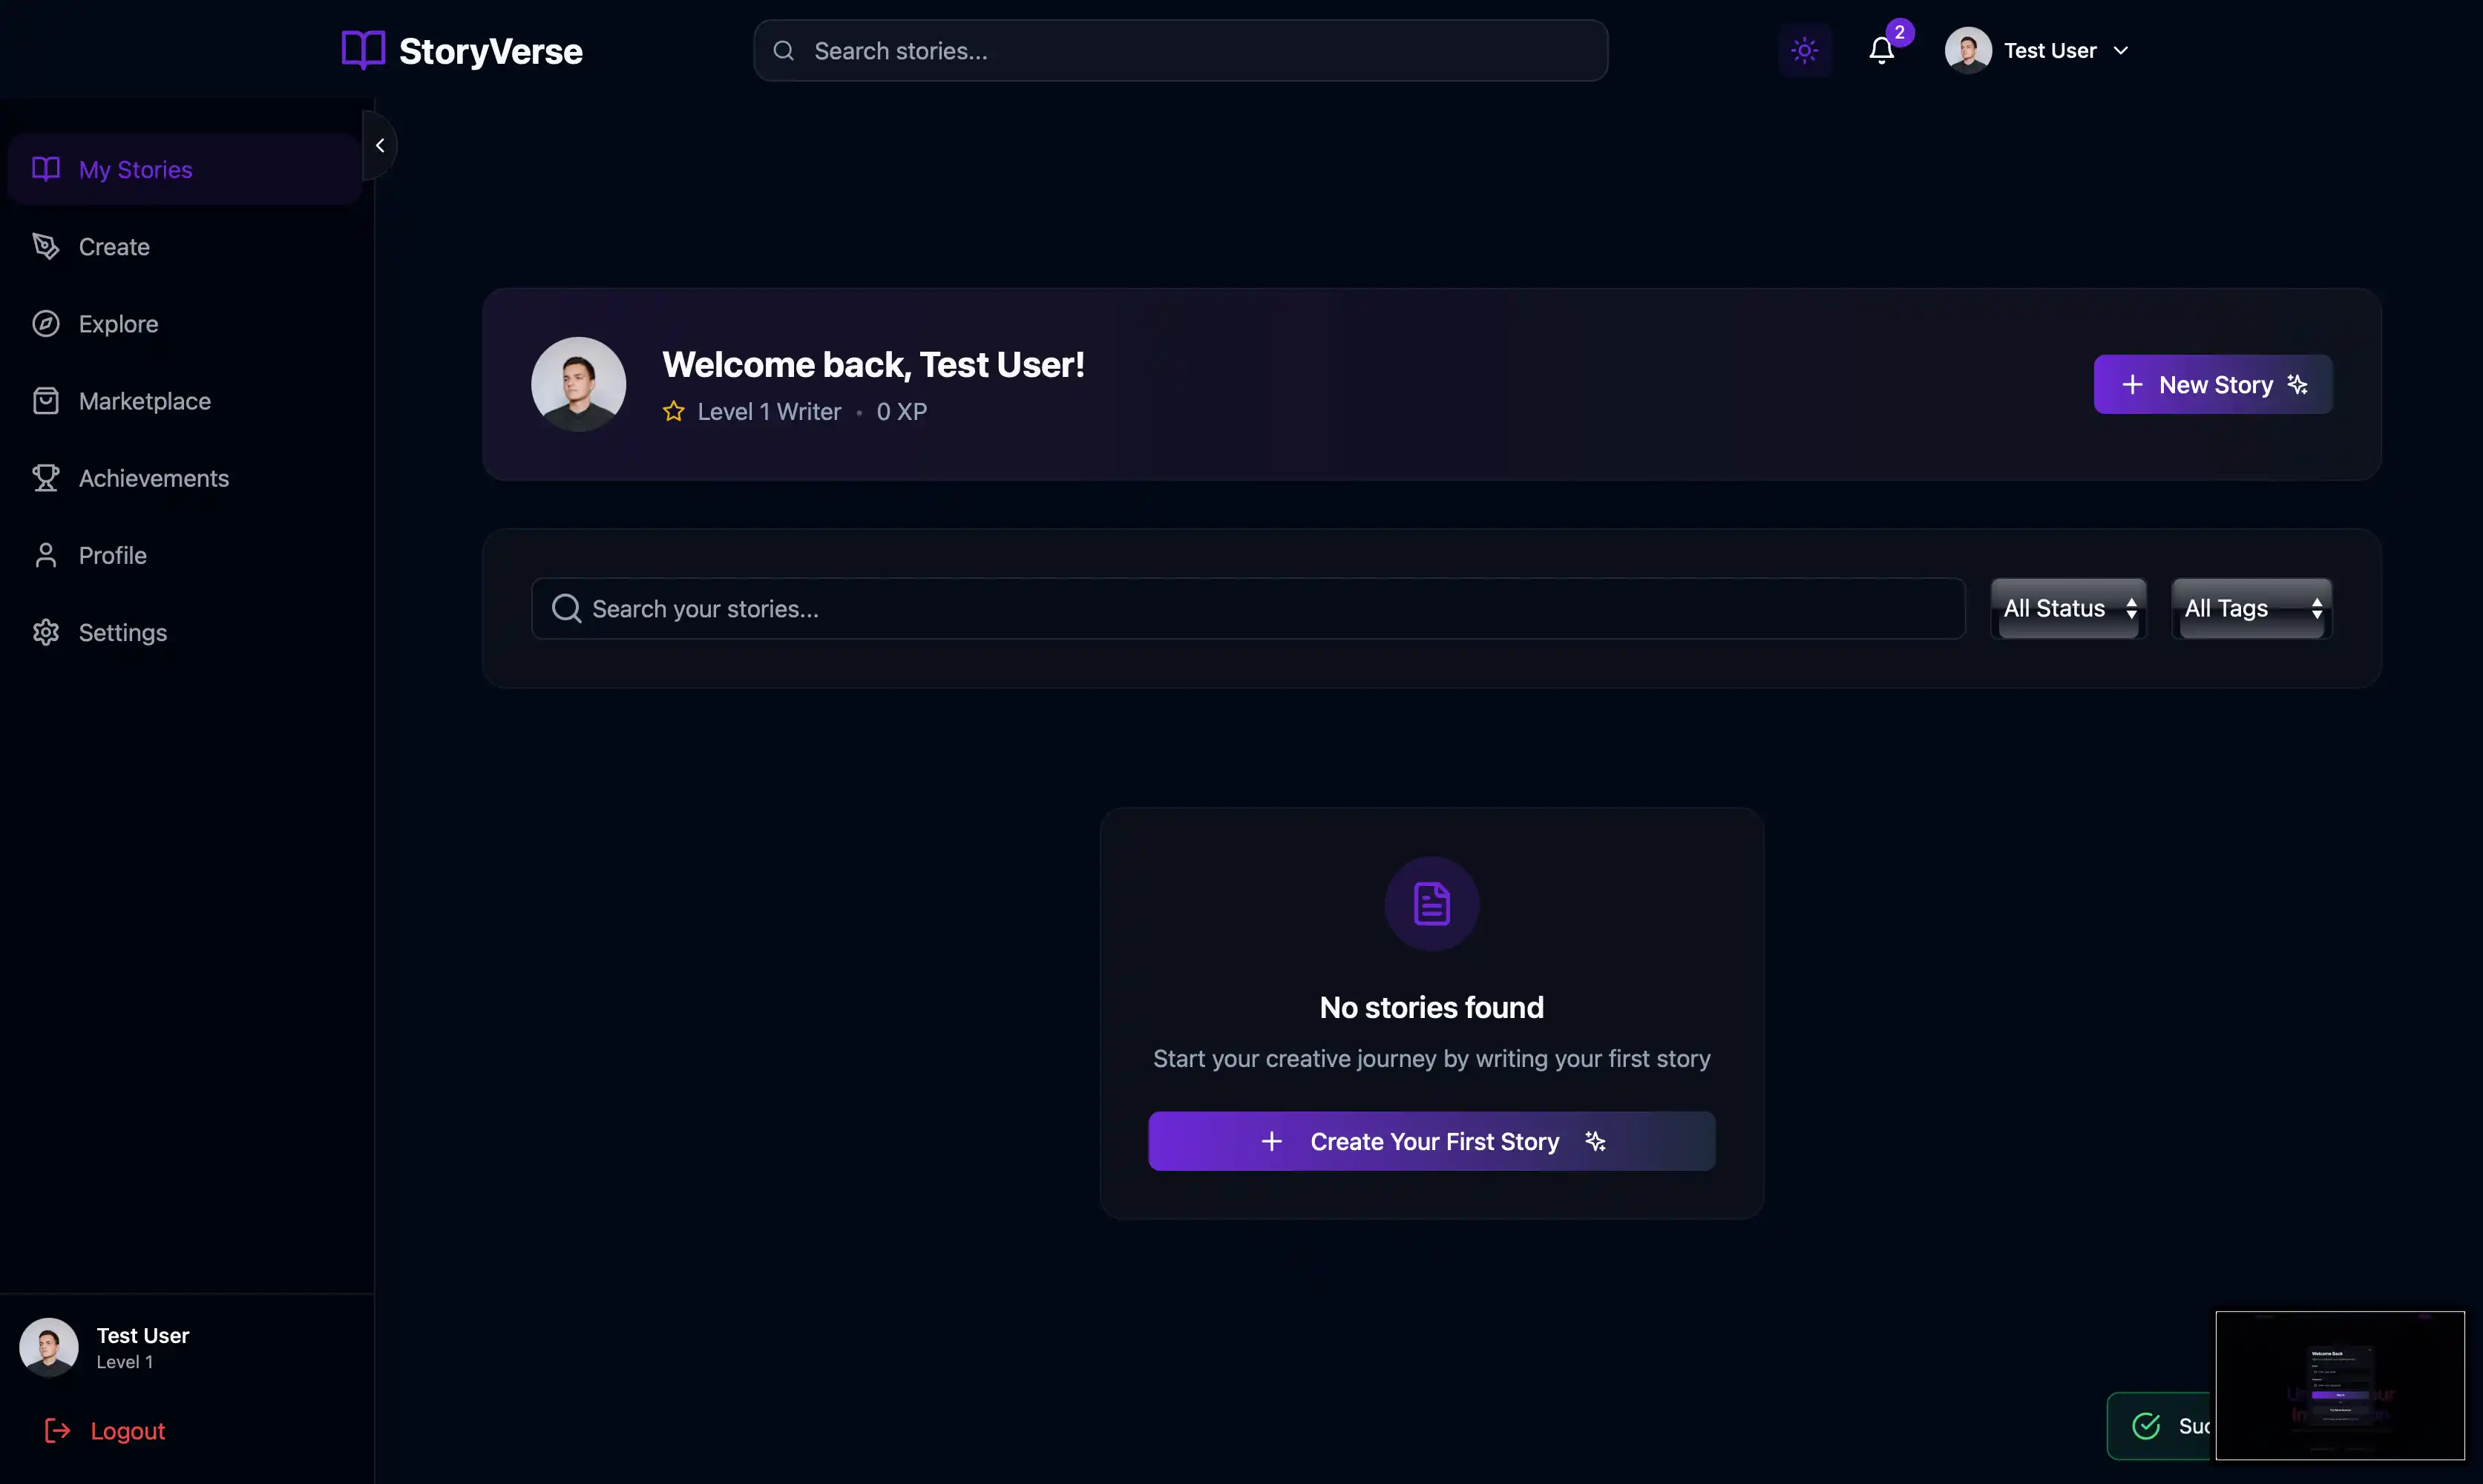 StoryVerse
Search stories...
2
Test User
My Stories
Create
Explore
Marketplace
Achievements
Profile
Settings
Welcome back, Test User!
Level 1 Writer • 0 XP
New Story
Search your stories...
All Status
All Tags
No stories found
Start your creative journey by writing your first story
Create Your First Story
Test User
Level 1
Logout
Welcome Back